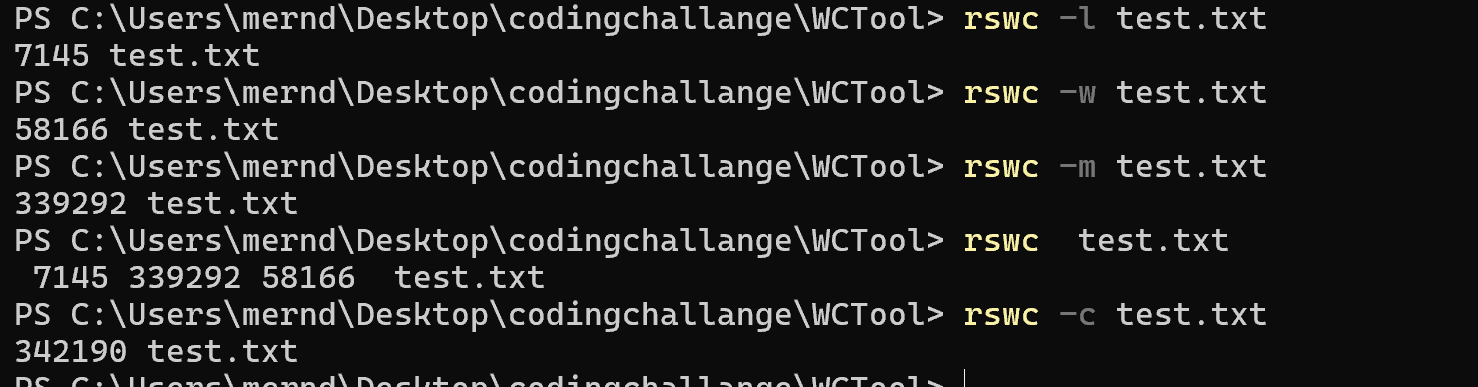 PS C:\Users\mernd\Desktop\codingchallange\WCTool> rswc -l test.txt
7145 test.txt
PS C:\Users\mernd\Desktop\codingchallange\WCTool> rswc -w test.txt
58166 test.txt
PS C:\Users\mernd\Desktop\codingchallange\WCTool> rswc -m test.txt
339292 test.txt
PS C:\Users\mernd\Desktop\codingchallange\WCTool> rswc  test.txt
 7145 339292 58166  test.txt
PS C:\Users\mernd\Desktop\codingchallange\WCTool> rswc -c test.txt
342190 test.txt
PS C:\Users\mernd\Desktop\codingchallange\WCTool>